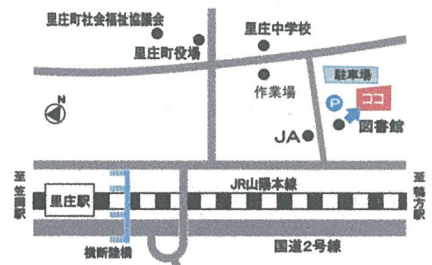 里庄町社会福祉協議会
里庄町役場
里庄中学校
作業場
駐車場
P
ココ
図書館
JA
N
至笠岡駅
里庄駅
JR山陽本線
至鴨方駅
横断陸橋
国道2号線